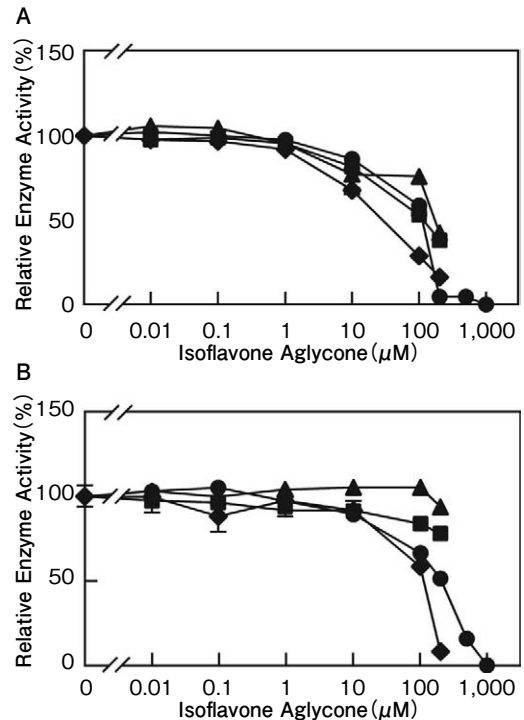 A
Relative Enzyme Activity(%)
150
100
50
0
0 0.01 0.1 1 10 100 1,000
Isoflavone Aglycone(µM)
B
Relative Enzyme Activity(%)
150
100
50
0
0 0.01 0.1 1 10 100 1,000
Isoflavone Aglycone(µM)